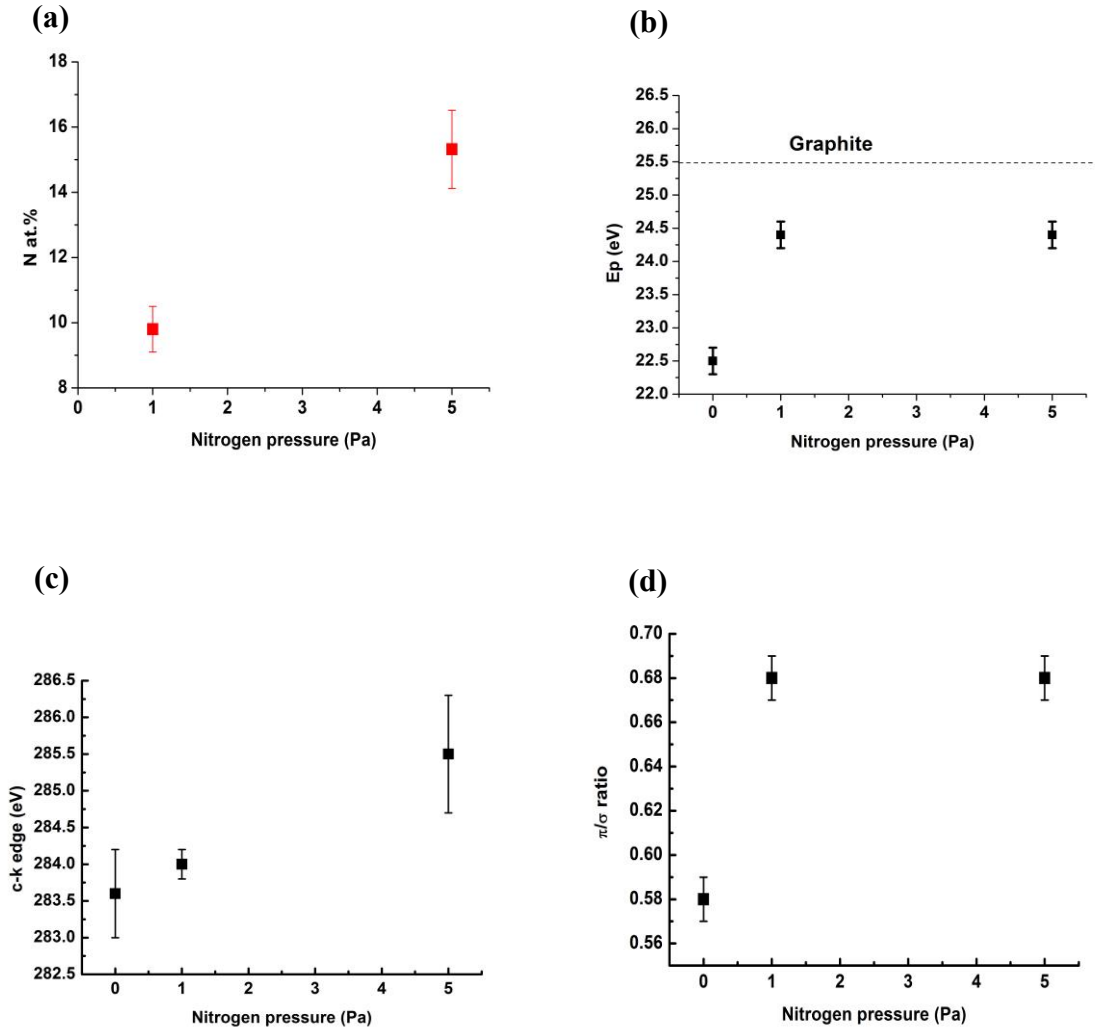 (a)
18
16
14
12
10
8
N at.%
0 1 2 3 4 5
Nitrogen pressure (Pa)
(b)
26.5
26.0
25.5
25.0
24.5
24.0
23.5
23.0
22.5
22.0
Ep (eV)
Graphite
0 1 2 3 4 5
Nitrogen pressure (Pa)
(c)
286.5
286.0
285.5
285.0
284.5
284.0
283.5
283.0
282.5
c-k edge (eV)
0 1 2 3 4 5
Nitrogen pressure (Pa)
(d)
0.70
0.68
0.66
0.64
0.62
0.60
0.58
0.56
π/σ ratio
0 1 2 3 4 5
Nitrogen pressure (Pa)